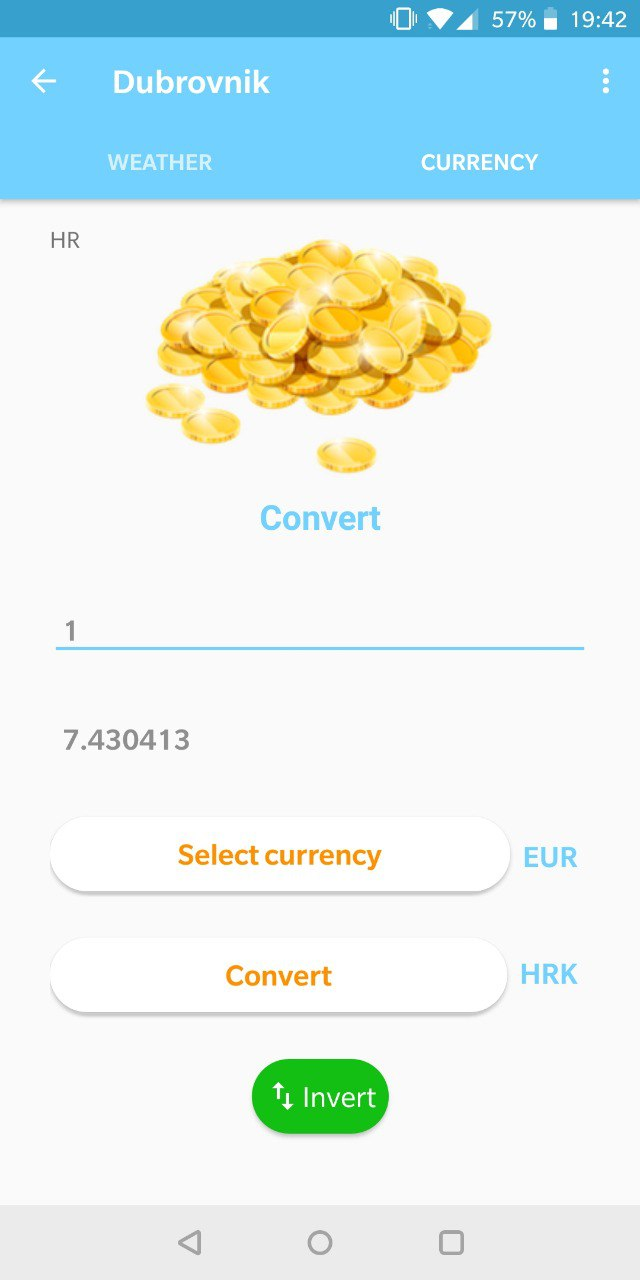 57% 19:42
Dubrovnik
WEATHER CURRENCY
HR
Convert
1
7.430413
Select currency EUR
Convert HRK
Invert